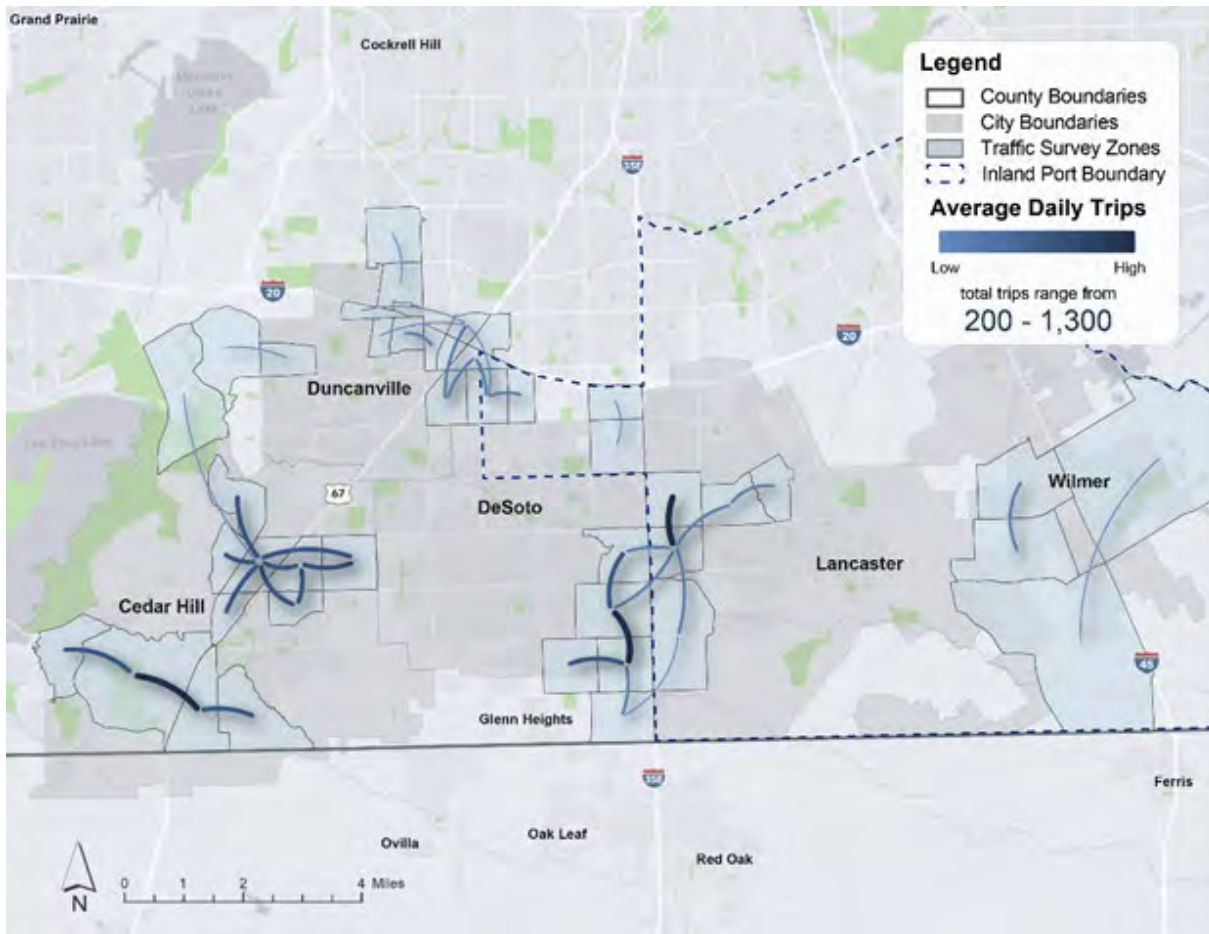 Grand Prairie
Cockrell Hill
Legend
County Boundaries
City Boundaries
Traffic Survey Zones
Inland Port Boundary
Average Daily Trips
Low
High
total trips range from
200 - 1,300
35E
20
20
Duncanville
67
DeSoto
Wilmer
Lancaster
Cedar Hill
45
Glenn Heights
35E
Ferris
Oak Leaf
Ovilla
Red Oak
0 1 2 4 Miles
N